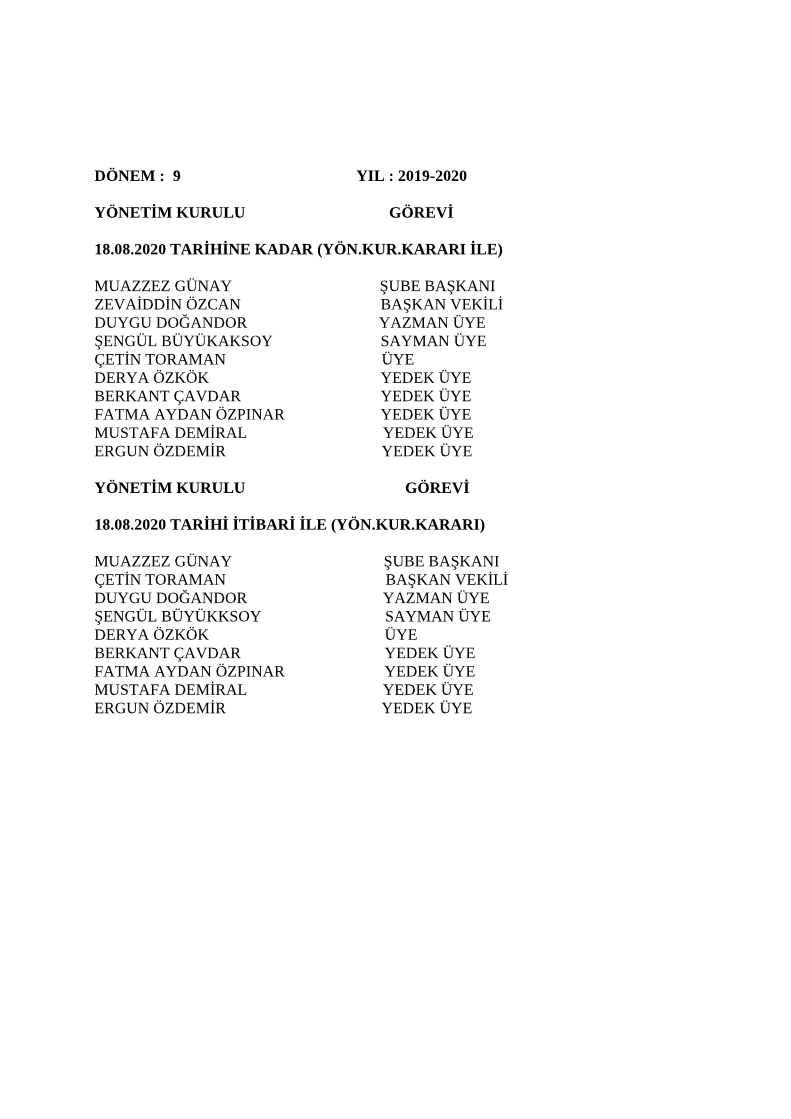 DÖNEM : 9 YIL : 2019-2020
YÖNETİM KURULU GÖREVİ
18.08.2020 TARİHİNE KADAR (YÖN.KUR.KARARI İLE)
MUAZZEZ GÜNAY ŞUBE BAŞKANI
ZEVAİDDİN ÖZCAN BAŞKAN VEKİLİ
DUYGU DOĞANDOR YAZMAN ÜYE
ŞENGÜL BÜYÜKAKSOY SAYMAN ÜYE
ÇETİN TORAMAN ÜYE
DERYA ÖZKÖK YEDEK ÜYE
BERKANT ÇAVDAR YEDEK ÜYE
FATMA AYDAN ÖZPINAR YEDEK ÜYE
MUSTAFA DEMİRAL YEDEK ÜYE
ERGUN ÖZDEMİR YEDEK ÜYE
YÖNETİM KURULU GÖREVİ
18.08.2020 TARİHİ İTİBARİ İLE (YÖN.KUR.KARARI)
MUAZZEZ GÜNAY ŞUBE BAŞKANI
ÇETİN TORAMAN BAŞKAN VEKİLİ
DUYGU DOĞANDOR YAZMAN ÜYE
ŞENGÜL BÜYÜKKSOY SAYMAN ÜYE
DERYA ÖZKÖK ÜYE
BERKANT ÇAVDAR YEDEK ÜYE
FATMA AYDAN ÖZPINAR YEDEK ÜYE
MUSTAFA DEMİRAL YEDEK ÜYE
ERGUN ÖZDEMİR YEDEK ÜYE